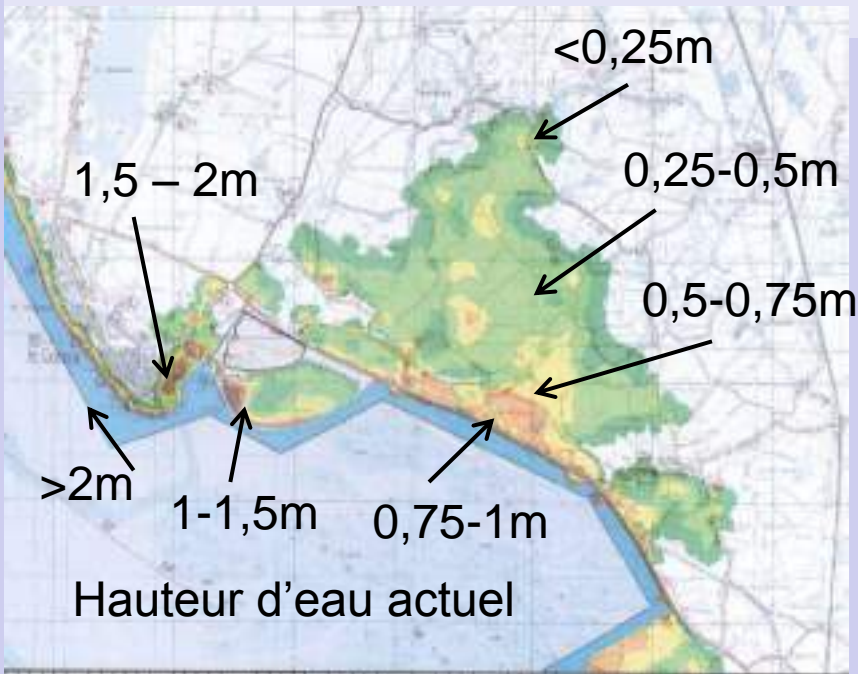 <0,25m
1,5 – 2m
0,25-0,5m
0,5-0,75m
>2m
1-1,5m
0,75-1m
Hauteur d'eau actuel